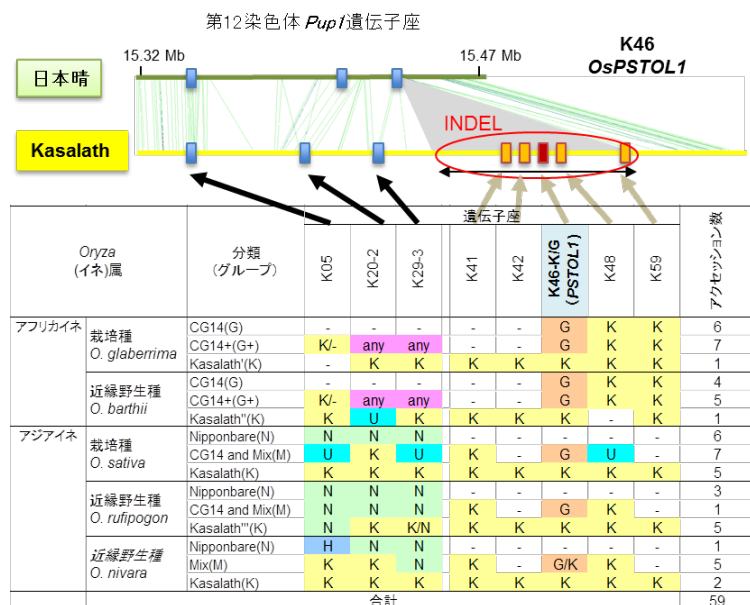 第12染色体 Pup1遺伝子座
15.32 Mb
15.47 Mb
K46
OsPSTOL1
日本晴
INDEL
Kasalath
Oryza
(イネ)属
分類
(グループ)
遺伝子座
アクセッション数
K05
K20-2
K29-3
K41
K42
K46-K/G
(PSTOL1)
K48
K59
アフリカイネ
栽培種
O. glaberrima
CG14(G) - - - - - G K K 6
CG14+(G+) K/- any any - - G K K 7
Kasalath'(K) - K K K K K K K 1
近縁野生種
O. barthii
CG14(G) - - - - - G K K 4
CG14+(G+) K/- any any - - G K K 5
Kasalath''(K) K U K K K K - K 1
アジアイネ
栽培種
O. sativa
Nipponbare(N) N N N - - - - - 6
CG14 and Mix(M) U K U K - G U - 7
Kasalath(K) K K K K K K K K 5
近縁野生種
O. rufipogon
Nipponbare(N) N N N - - - - - 3
CG14 and Mix(M) N N N K - G K - 1
Kasalath'''(K) N K K/N K K K K K 5
近縁野生種
O. nivara
Nipponbare(N) H N N - - - - - 1
Mix(M) K K N K - G/K K - 5
Kasalath(K) K K K K K K K K 2
合計 59